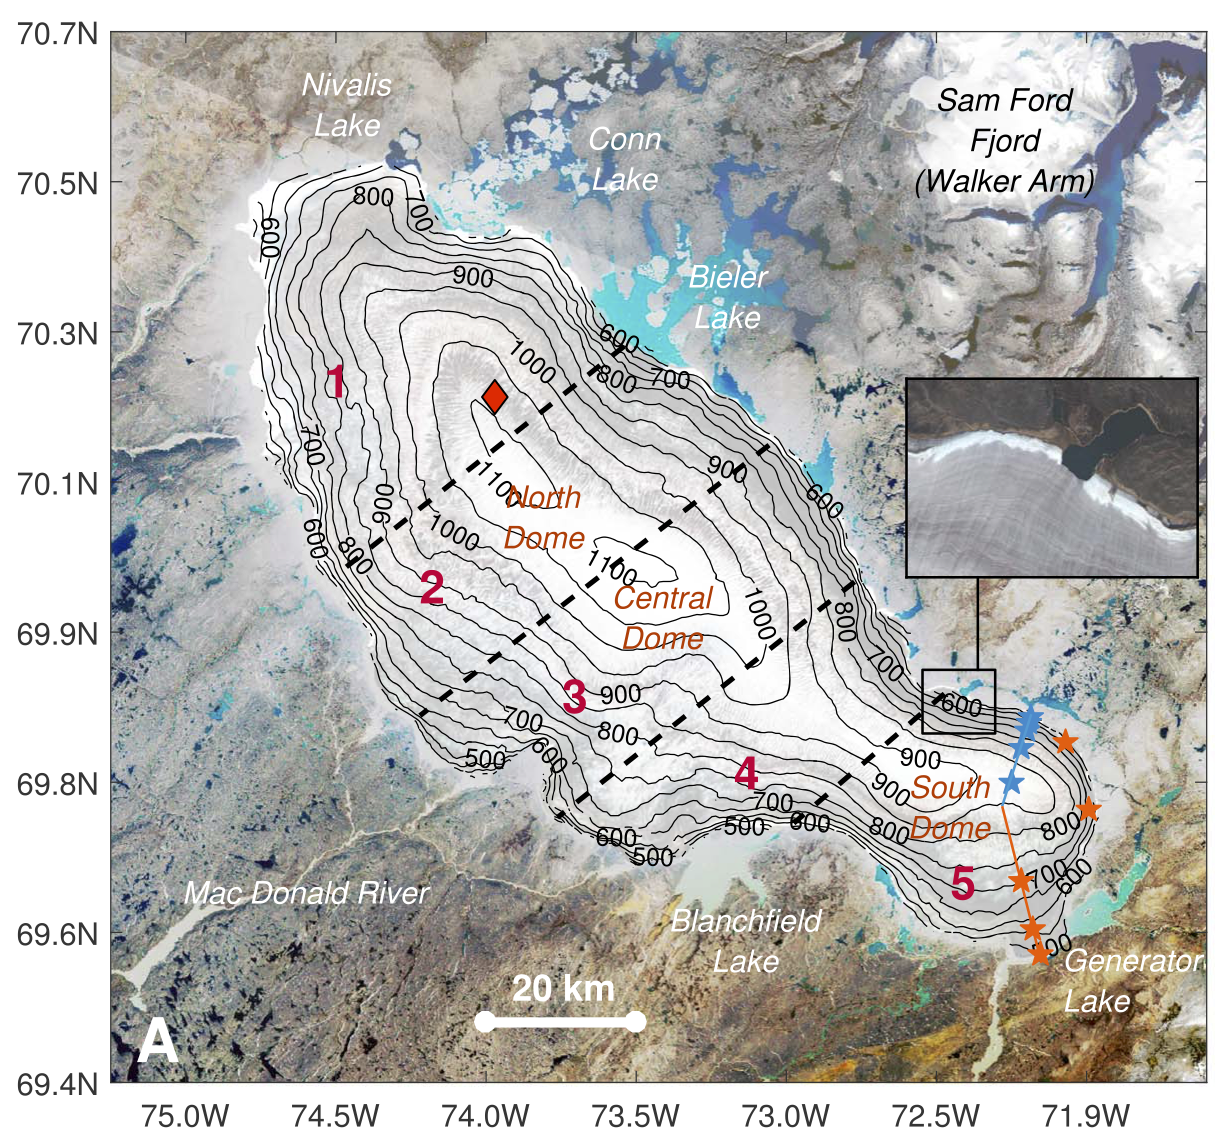 70.7N
70.5N
70.3N
70.1N
69.9N
69.8N
69.6N
69.4N
75.0W
74.5W
74.0W
73.5W
73.0W
72.5W
71.9W
Nivalis
Lake
Conn
Lake
Sam Ford
Fjord
(Walker Arm)
Bieler
Lake
800
700
600
900
600
1000
800
700
1
700
900
1100
North
Dome
600
800
1000
900
600
2
1100
Central
Dome
1000
800
700
3
900
600
700
800
500
600
900
4
900
South
Dome
700
800
800
600
500
800
600
500
5
700
600
Mac Donald River
Blanchfield
Lake
Generator
Lake
20 km
A